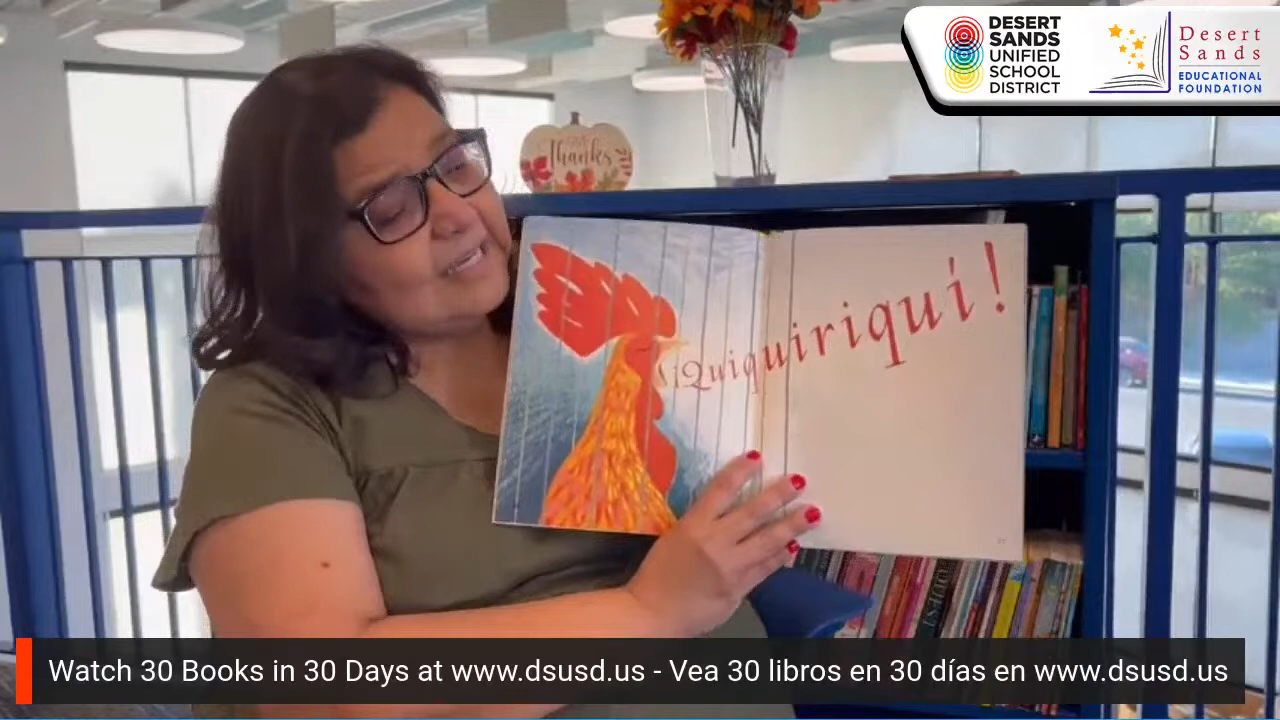 DESERT
SANDS
UNIFIED
SCHOOL
DISTRICT
Desert
Sands
EDUCATIONAL
FOUNDATION
GIVE
Thanks
¡Quiquiriquí!
Watch 30 Books in 30 Days at www.dsusd.us - Vea 30 libros en 30 días en www.dsusd.us